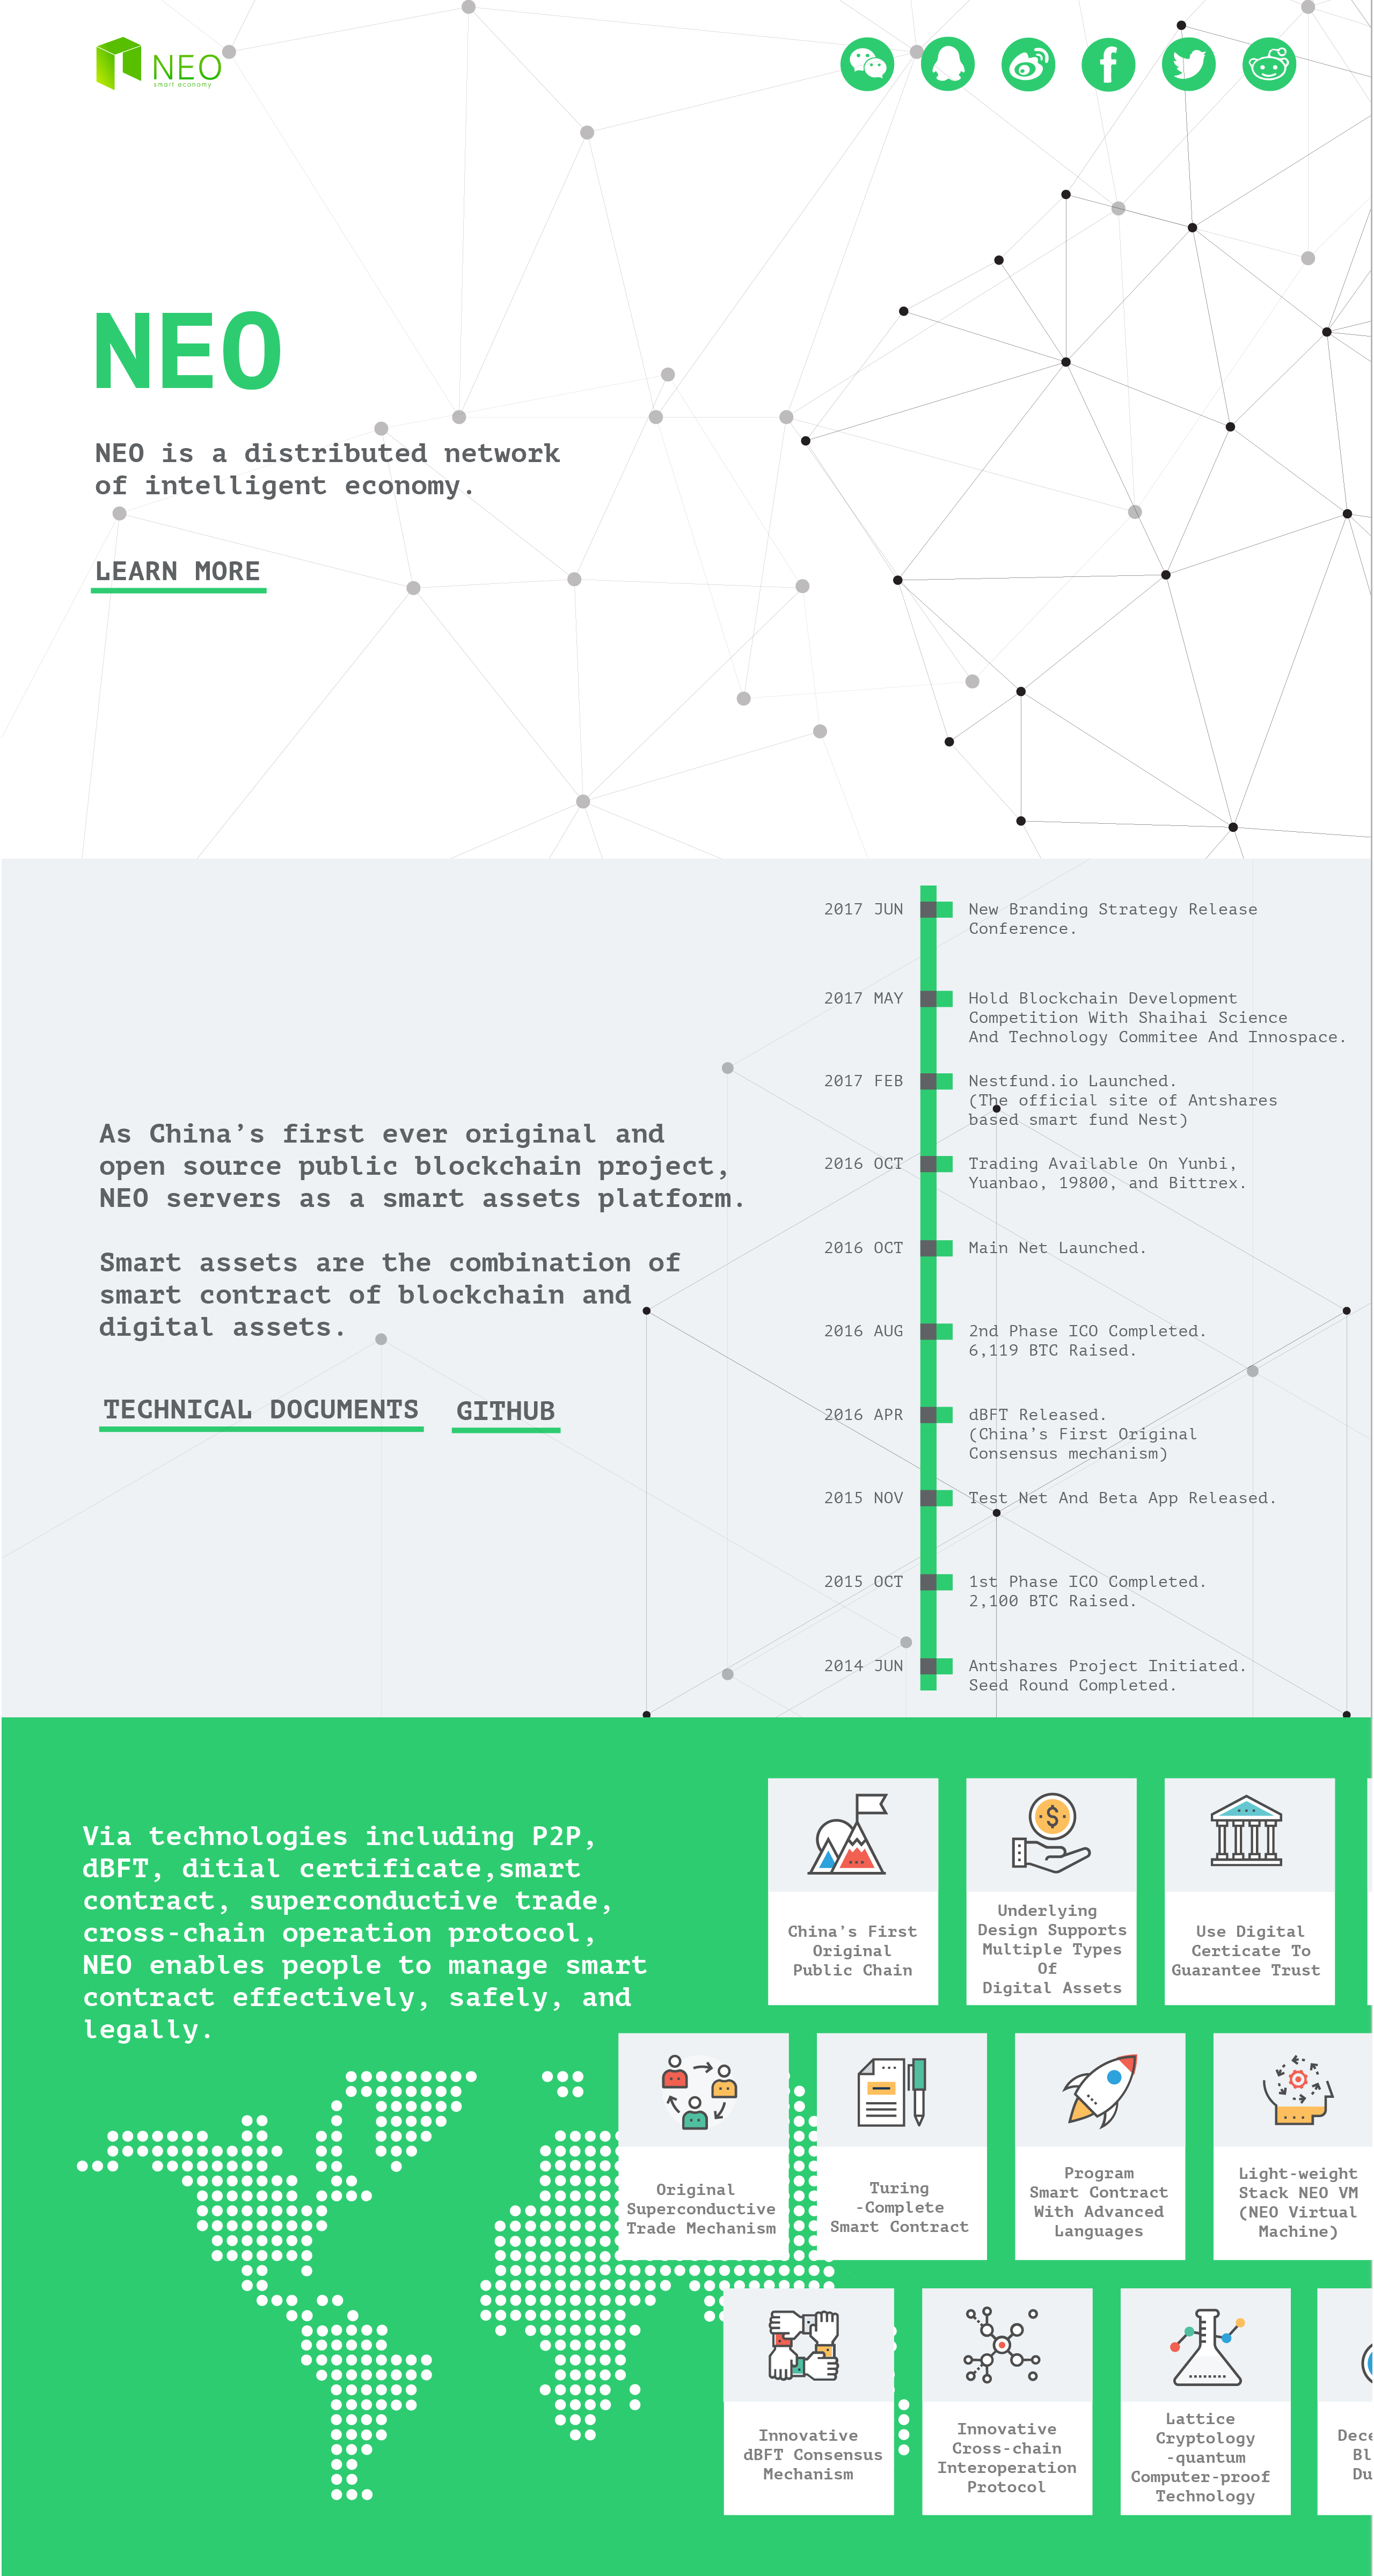 NEO
smart economy
NEO
NEO is a distributed network
of intelligent economy.
LEARN MORE
2017 JUN
New Branding Strategy Release
Conference.
2017 MAY
Hold Blockchain Development
Competition With Shaihai Science
And Technology Commitee And Innospace.
2017 FEB
Nestfund.io Launched.
(The official site of Antshares
based smart fund Nest)
2016 OCT
Trading Available On Yunbi,
Yuanbao, 19800, and Bittrex.
2016 OCT
Main Net Launched.
2016 AUG
2nd Phase ICO Completed.
6,119 BTC Raised.
2016 APR
dBFT Released.
(China’s First Original
Consensus mechanism)
2015 NOV
Test Net And Beta App Released.
2015 OCT
1st Phase ICO Completed.
2,100 BTC Raised.
2014 JUN
Antshares Project Initiated.
Seed Round Completed.
As China’s first ever original and
open source public blockchain project,
NEO servers as a smart assets platform.
Smart assets are the combination of
smart contract of blockchain and
digital assets.
TECHNICAL DOCUMENTS
GITHUB
Via technologies including P2P,
dBFT, ditial certificate,smart
contract, superconductive trade,
cross-chain operation protocol,
NEO enables people to manage smart
contract effectively, safely, and
legally.
China’s First
Original
Public Chain
Underlying
Design Supports
Multiple Types
Of
Digital Assets
Use Digital
Certicate To
Guarantee Trust
Original
Superconductive
Trade Mechanism
Turing
-Complete
Smart Contract
Program
Smart Contract
With Advanced
Languages
Light-weight
Stack NEO VM
(NEO Virtual
Machine)
Innovative
dBFT Consensus
Mechanism
Innovative
Cross-chain
Interoperation
Protocol
Lattice
Cryptology
-quantum
Computer-proof
Technology